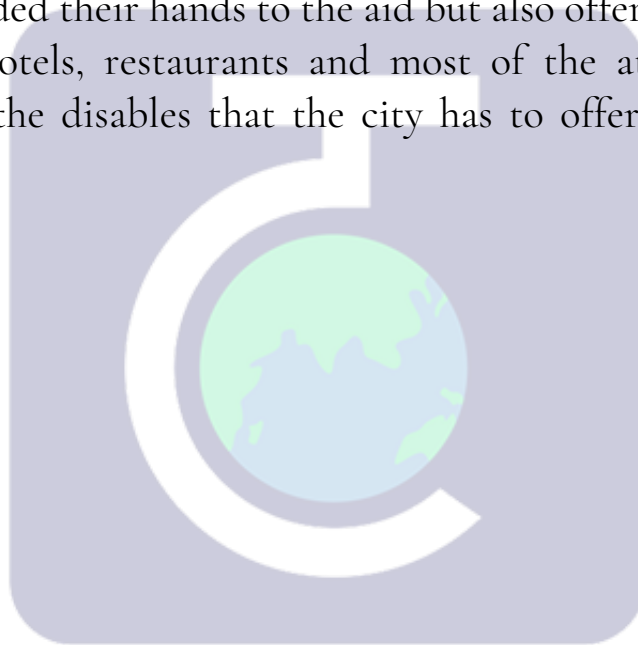 ded their hands to the aid but also offer
otels, restaurants and most of the a
the disables that the city has to offer